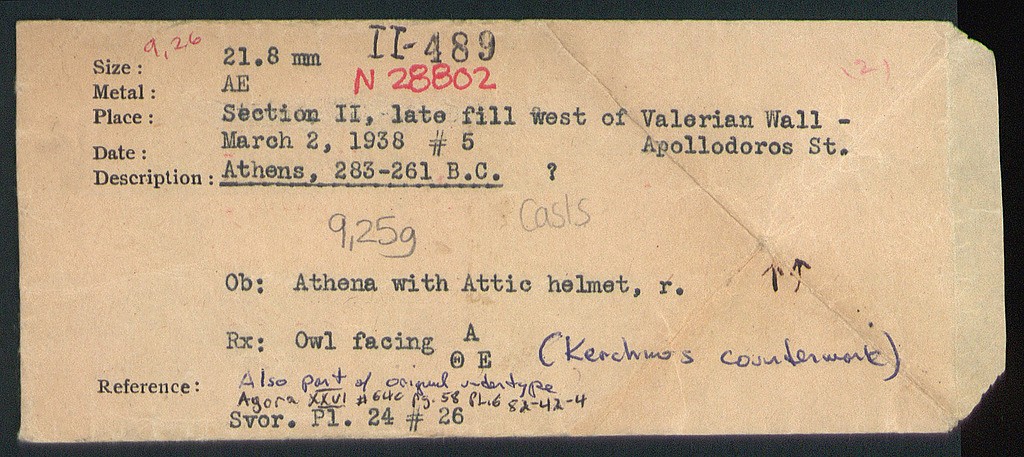 9,26
II-489
Size : 21.8 mm
N 28802
(2)
Metal : AE
Place : Section II, late fill west of Valerian Wall -
Apollodoros St.
Date : March 2, 1938 # 5
Description : Athens, 283-261 B.C. ?
9,25g
Casts
Ob: Athena with Attic helmet, r.
↑↑
Rx: Owl facing A
Θ E
(Kerchnos countermark)
Reference : Also part of original undertype
Agora XXVI #640 pg. 58 Pl.6 82-42-4
Svor. Pl. 24 # 26